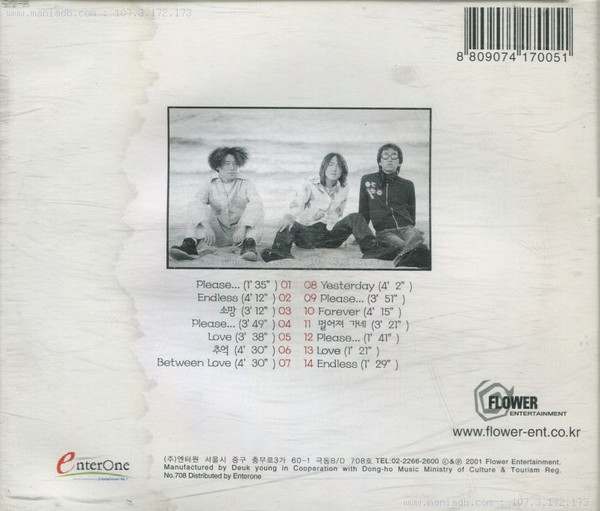 www.maniadb.com : 107.3.172.173
8 809074 170051
Please... (1' 35" ) 01
Endless (4' 12" ) 02
소망 (3' 12" ) 03
Please... (3' 49" ) 04
Love (3' 38" ) 05
추억 (4' 30" ) 06
Between Love (4' 30" ) 07
08 Yesterday (4' 2" )
09 Please... (3' 51" )
10 Forever (4' 15" )
11 멀어져 가네 (3' 21" )
12 Please... (1' 41" )
13 Love (1' 21" )
14 Endless (1' 29" )
FLOWER
ENTERTAINMENT
www.flower-ent.co.kr
enterOne
(주)엔터원 서울시 중구 충무로3가 60-1 극동B/D 708호 TEL:02-2266-2600 ⓒ&℗ 2001 Flower Entertainment.
Manufactured by Deuk young in Cooperation with Dong-ho Music Ministry of Culture & Tourism Reg.
No.708 Distributed by Enterone
www.maniadb.com : 107.3.172.173